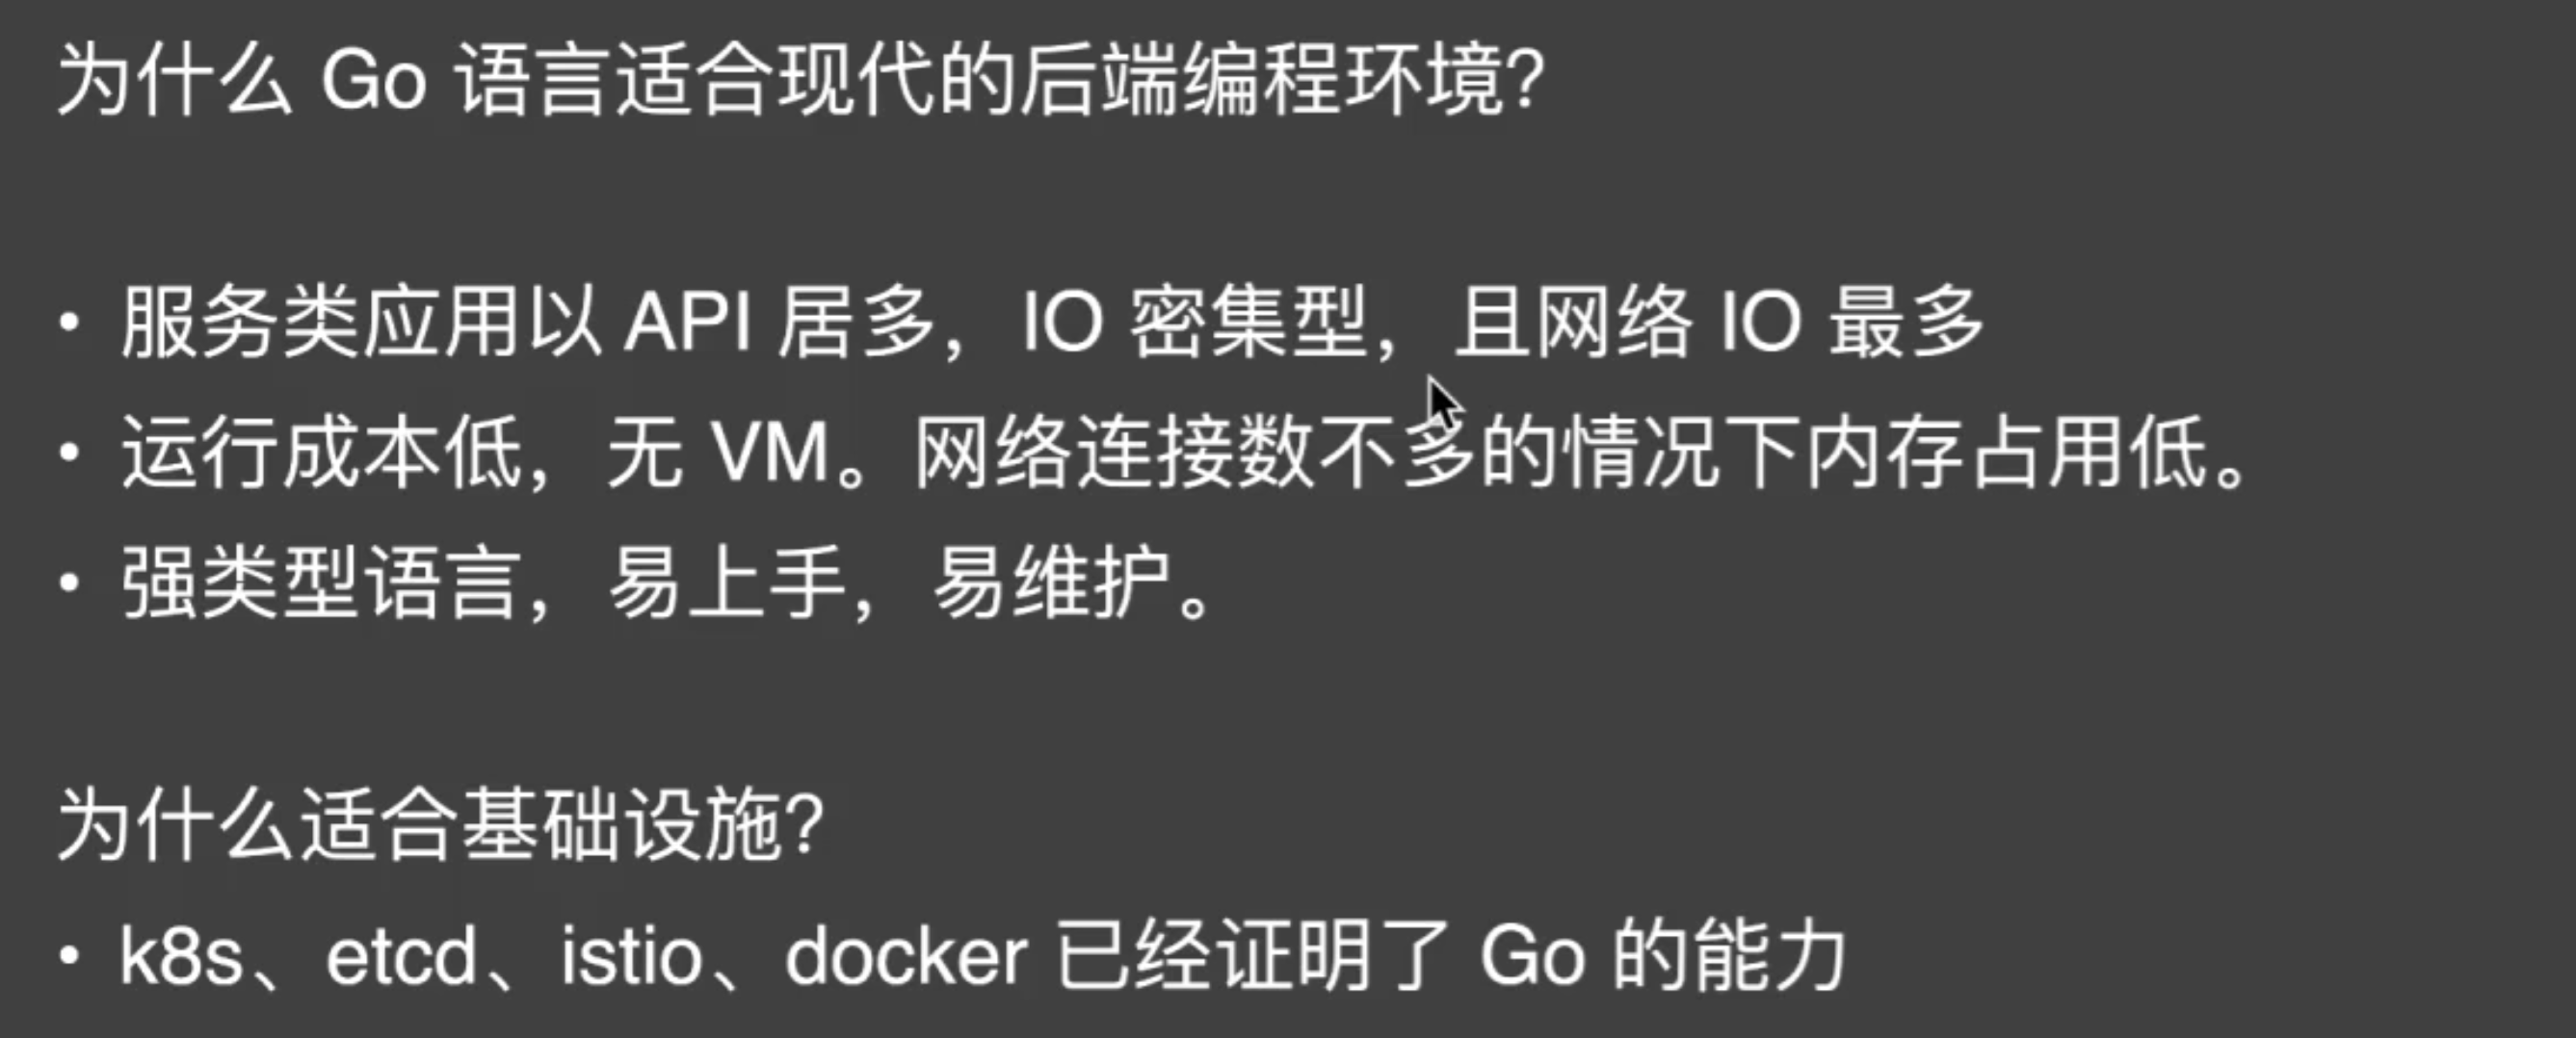 为什么 Go 语言适合现代的后端编程环境?
• 服务类应用以 API 居多，IO 密集型，且网络 IO 最多
• 运行成本低，无 VM。网络连接数不多的情况下内存占用低。
• 强类型语言，易上手，易维护。
为什么适合基础设施?
• k8s、etcd、istio、docker 已经证明了 Go 的能力